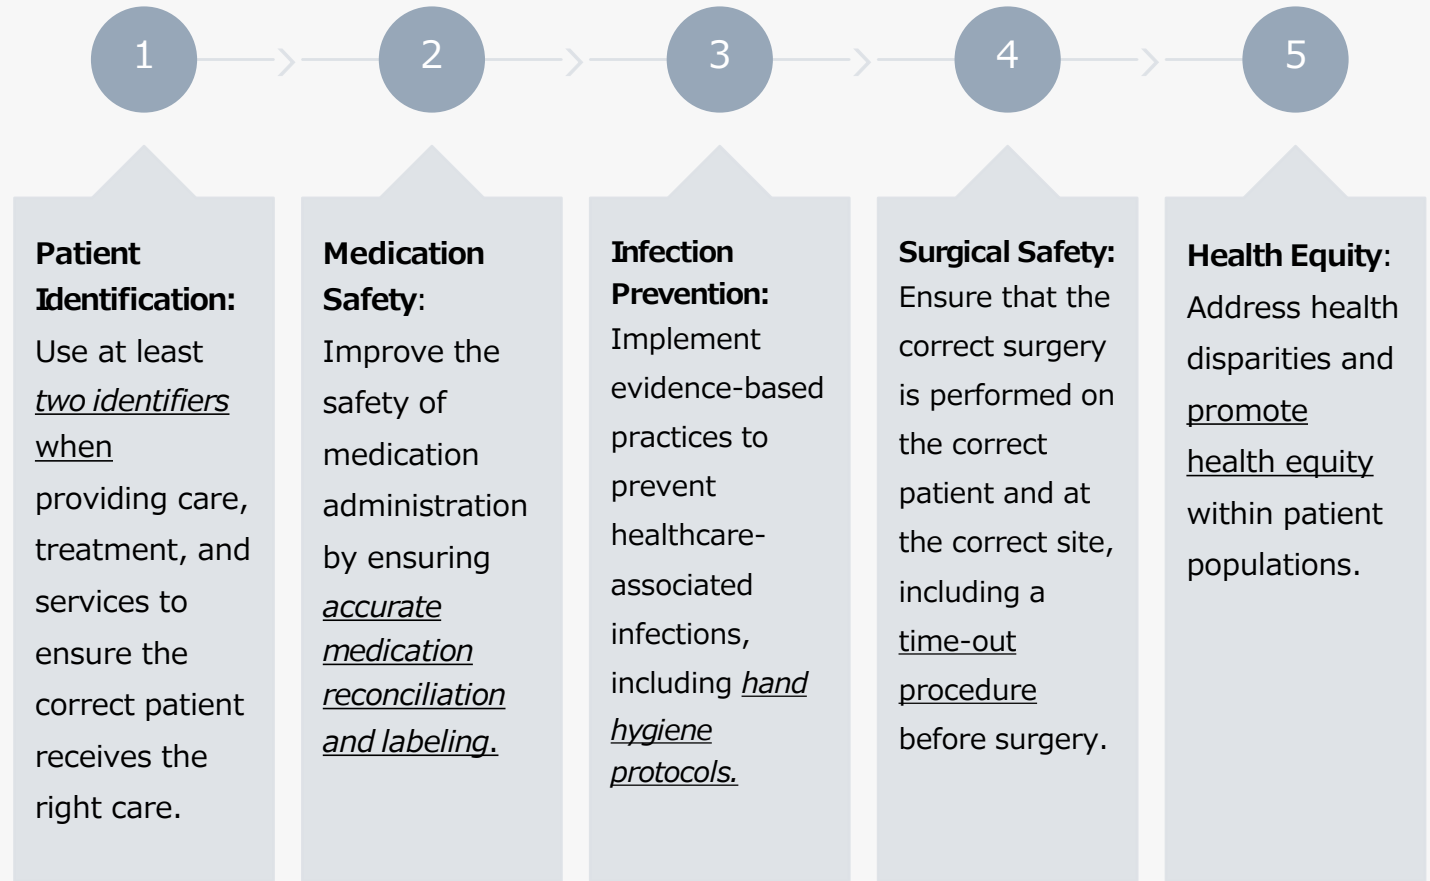 1
2
3
4
5
Patient
Identification:
Use at least
two identifiers
when
providing care,
treatment, and
services to
ensure the
correct patient
receives the
right care.
Medication
Safety:
Improve the
safety of
medication
administration
by ensuring
accurate
medication
reconciliation
and labeling.
Infection
Prevention:
Implement
evidence-based
practices to
prevent
healthcare-
associated
infections,
including hand
hygiene
protocols.
Surgical Safety:
Ensure that the
correct surgery
is performed on
the correct
patient and at
the correct site,
including a
time-out
procedure
before surgery.
Health Equity:
Address health
disparities and
promote
health equity
within patient
populations.